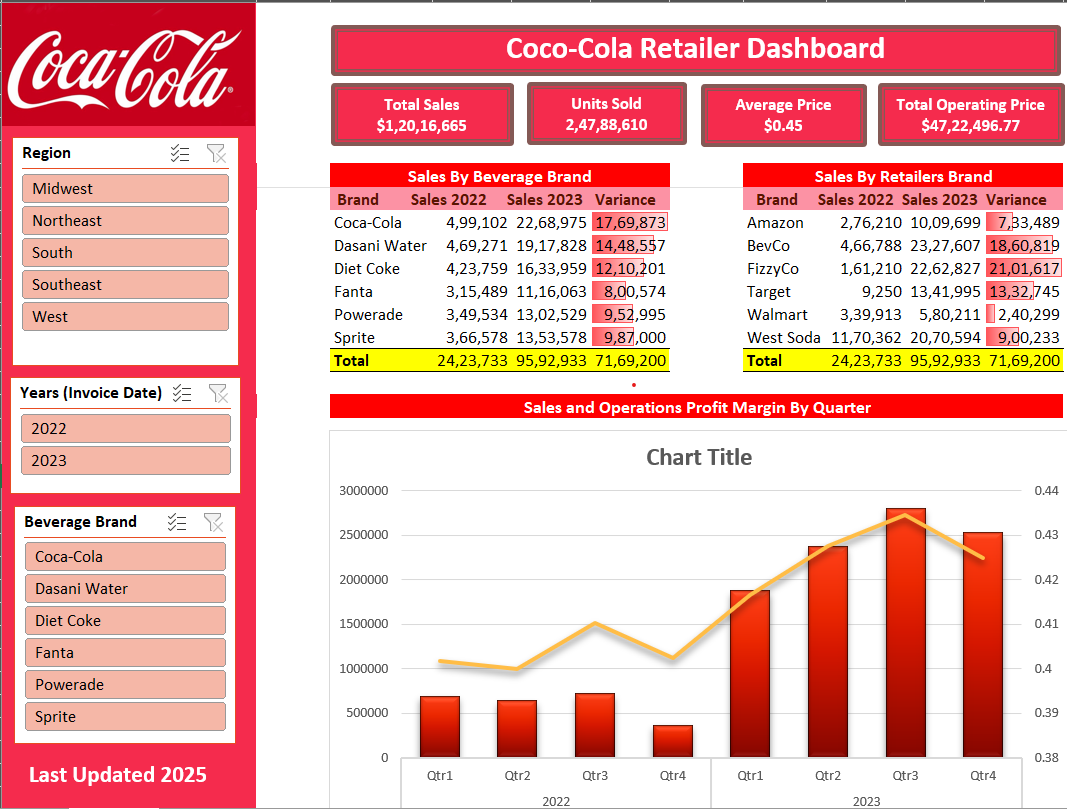 Coca-Cola®
Region
Midwest
Northeast
South
Southeast
West
Years (Invoice Date)
2022
2023
Beverage Brand
Coca-Cola
Dasani Water
Diet Coke
Fanta
Powerade
Sprite
Last Updated 2025
Coco-Cola Retailer Dashboard
Total Sales
$1,20,16,665
Units Sold
2,47,88,610
Average Price
$0.45
Total Operating Price
$47,22,496.77
Sales By Beverage Brand
Brand Sales 2022 Sales 2023 Variance
Coca-Cola 4,99,102 22,68,975 17,69,873
Dasani Water 4,69,271 19,17,828 14,48,557
Diet Coke 4,23,759 16,33,959 12,10,201
Fanta 3,15,489 11,16,063 8,00,574
Powerade 3,49,534 13,02,529 9,52,995
Sprite 3,66,578 13,53,578 9,87,000
Total 24,23,733 95,92,933 71,69,200
Sales By Retailers Brand
Brand Sales 2022 Sales 2023 Variance
Amazon 2,76,210 10,09,699 7,33,489
BevCo 4,66,788 23,27,607 18,60,819
FizzyCo 1,61,210 22,62,827 21,01,617
Target 9,250 13,41,995 13,32,745
Walmart 3,39,913 5,80,211 2,40,299
West Soda 11,70,362 20,70,594 9,00,233
Total 24,23,733 95,92,933 71,69,200
Sales and Operations Profit Margin By Quarter
Chart Title
3000000 0.44
2500000 0.43
2000000 0.42
1500000 0.41
1000000 0.4
500000 0.39
0 0.38
Qtr1 Qtr2 Qtr3 Qtr4 Qtr1 Qtr2 Qtr3 Qtr4
2022 2023